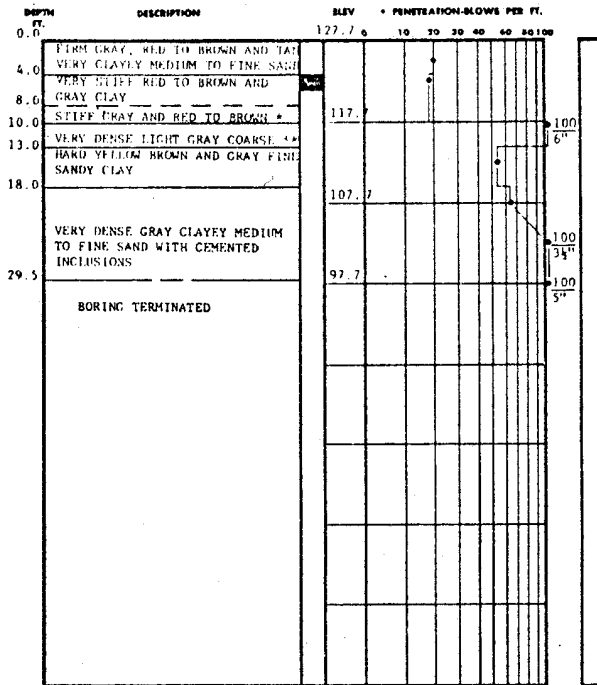 DEPTH FT. DESCRIPTION ELEV • PENETRATION-BLOWS PER FT.
0.0 127.7 0 10 20 30 40 60 80 100
FIRM GRAY, RED TO BROWN AND TAN
VERY CLAYEY MEDIUM TO FINE SAND
4.0
VERY STIFF RED TO BROWN AND
GRAY CLAY
8.0
STIFF GRAY AND RED TO BROWN *
10.0 117.7 100/6"
VERY DENSE LIGHT GRAY COARSE **
13.0
HARD YELLOW BROWN AND GRAY FINE
SANDY CLAY
18.0 107.7
VERY DENSE GRAY CLAYEY MEDIUM
TO FINE SAND WITH CEMENTED 100/3½"
INCLUSIONS
29.5 97.7 100/5"
BORING TERMINATED